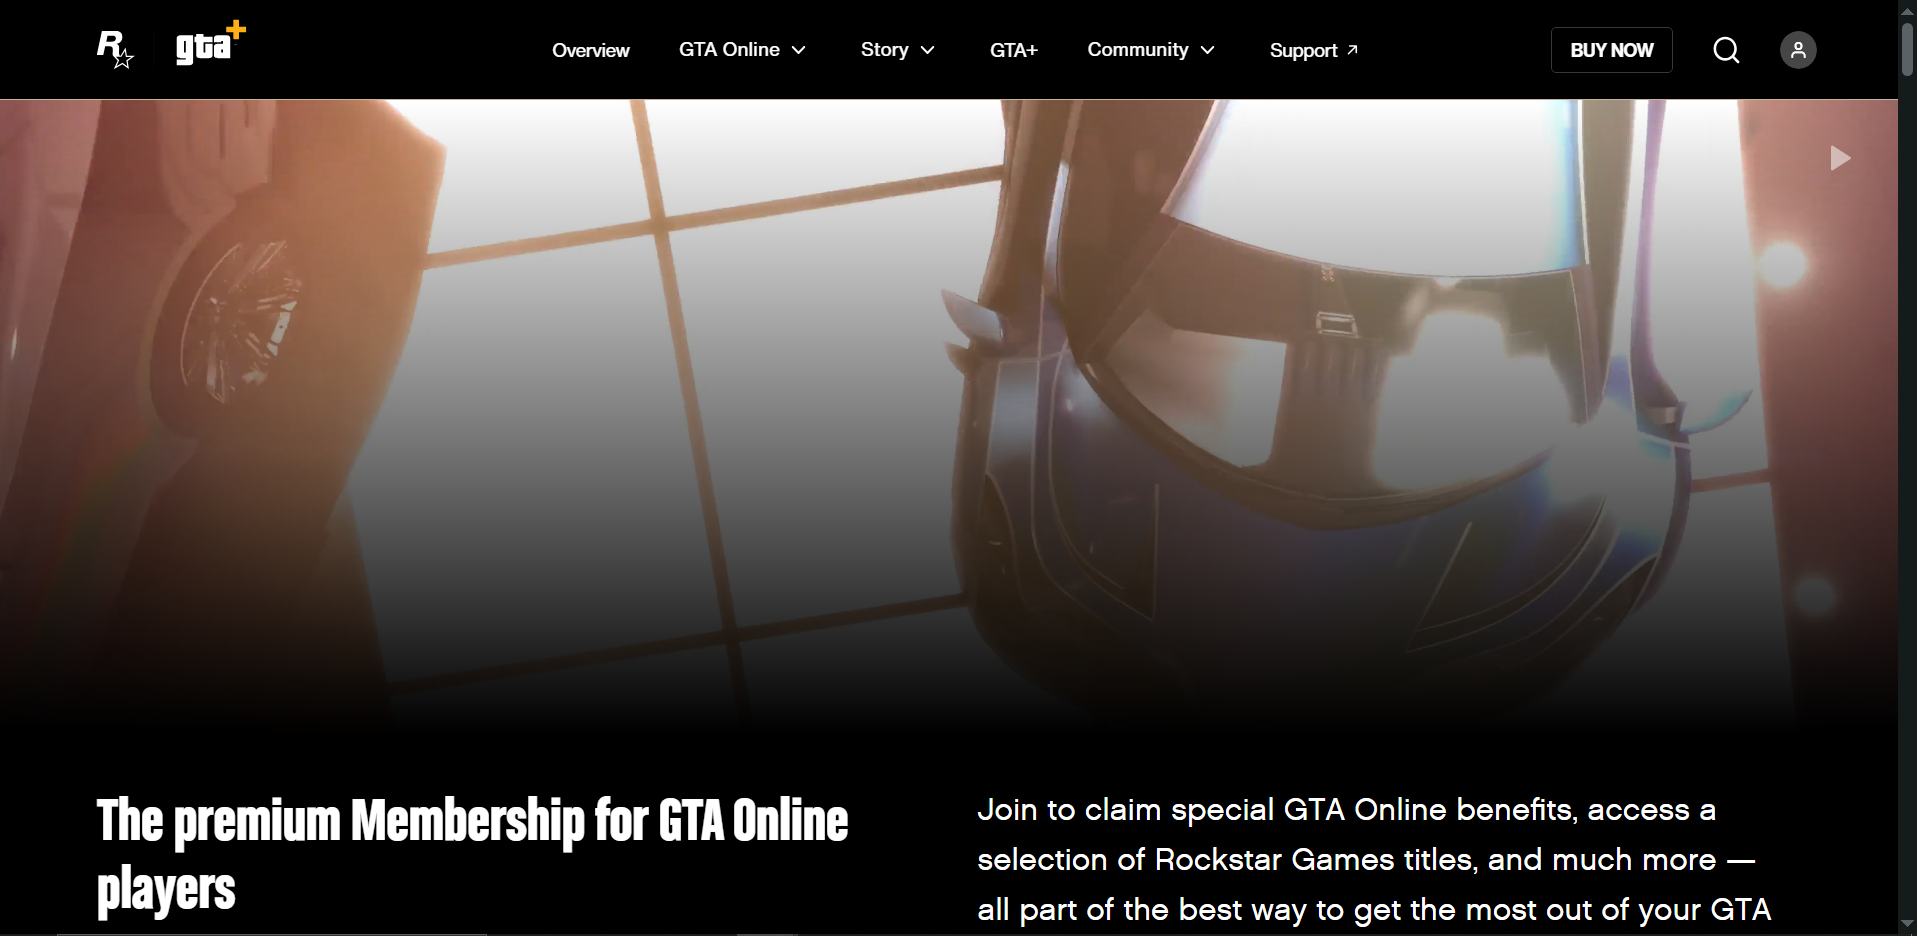 R
gta+
Overview
GTA Online
Story
GTA+
Community
Support
BUY NOW
The premium Membership for GTA Online
players
Join to claim special GTA Online benefits, access a
selection of Rockstar Games titles, and much more —
all part of the best way to get the most out of your GTA